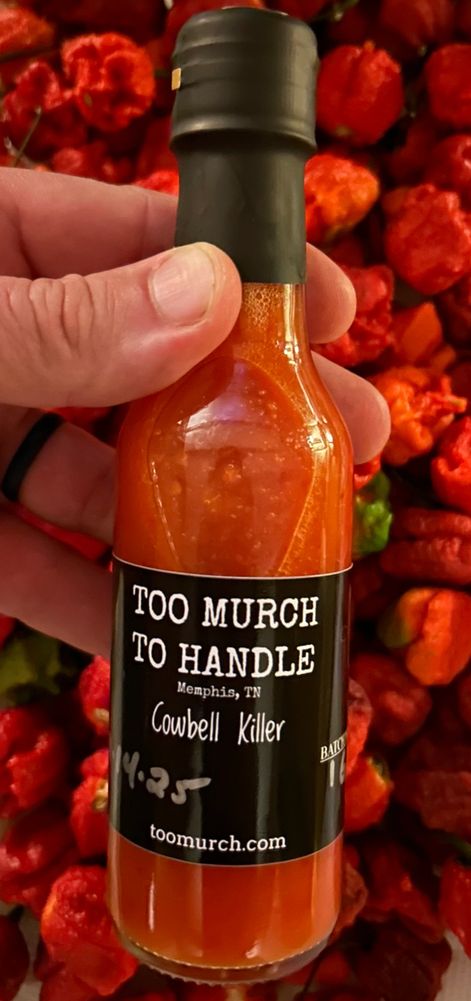 TOO MURCH
TO HANDLE
Memphis, TN
Cowbell Killer
14.25
toomurch.com